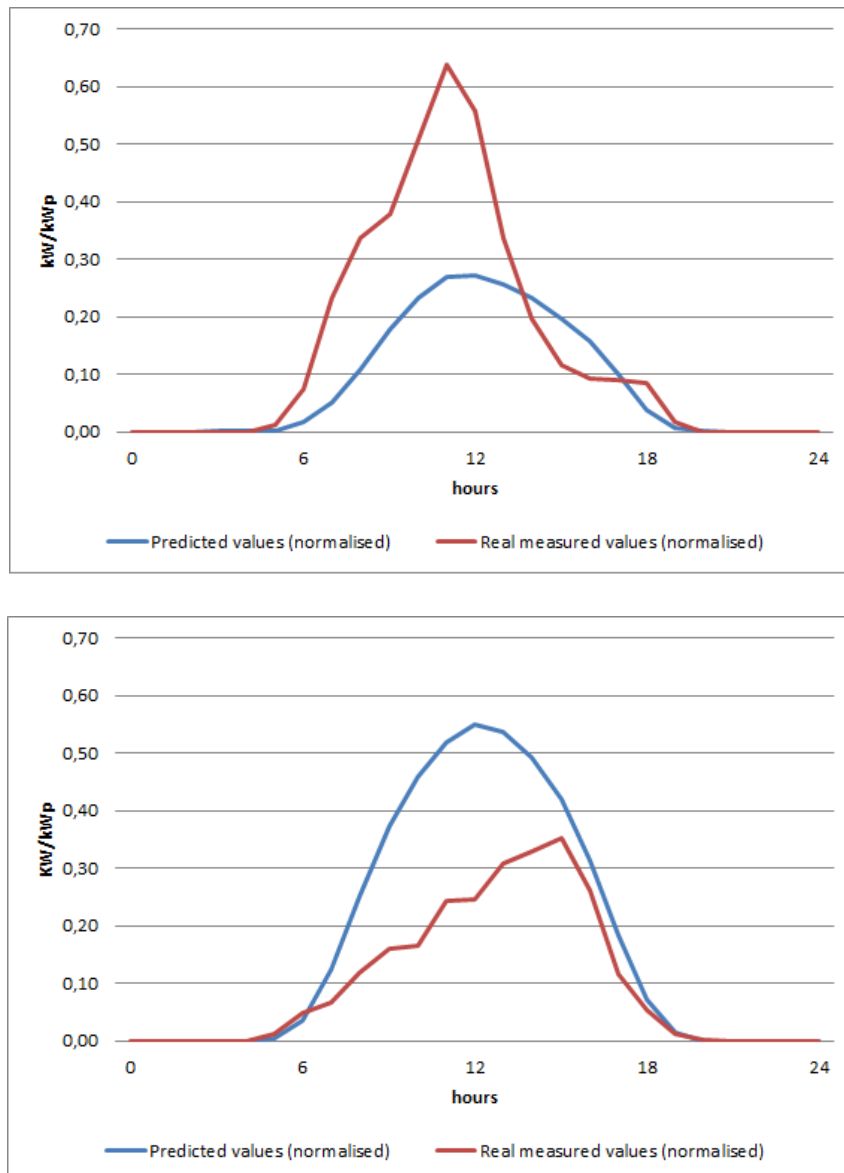 0,70
0,60
0,50
0,40
0,30
0,20
0,10
0,00
kW/kWp
0 6 12 18 24
hours
Predicted values (normalised) Real measured values (normalised)
0,70
0,60
0,50
0,40
0,30
0,20
0,10
0,00
KW/kWp
0 6 12 18 24
hours
Predicted values (normalised) Real measured values (normalised)